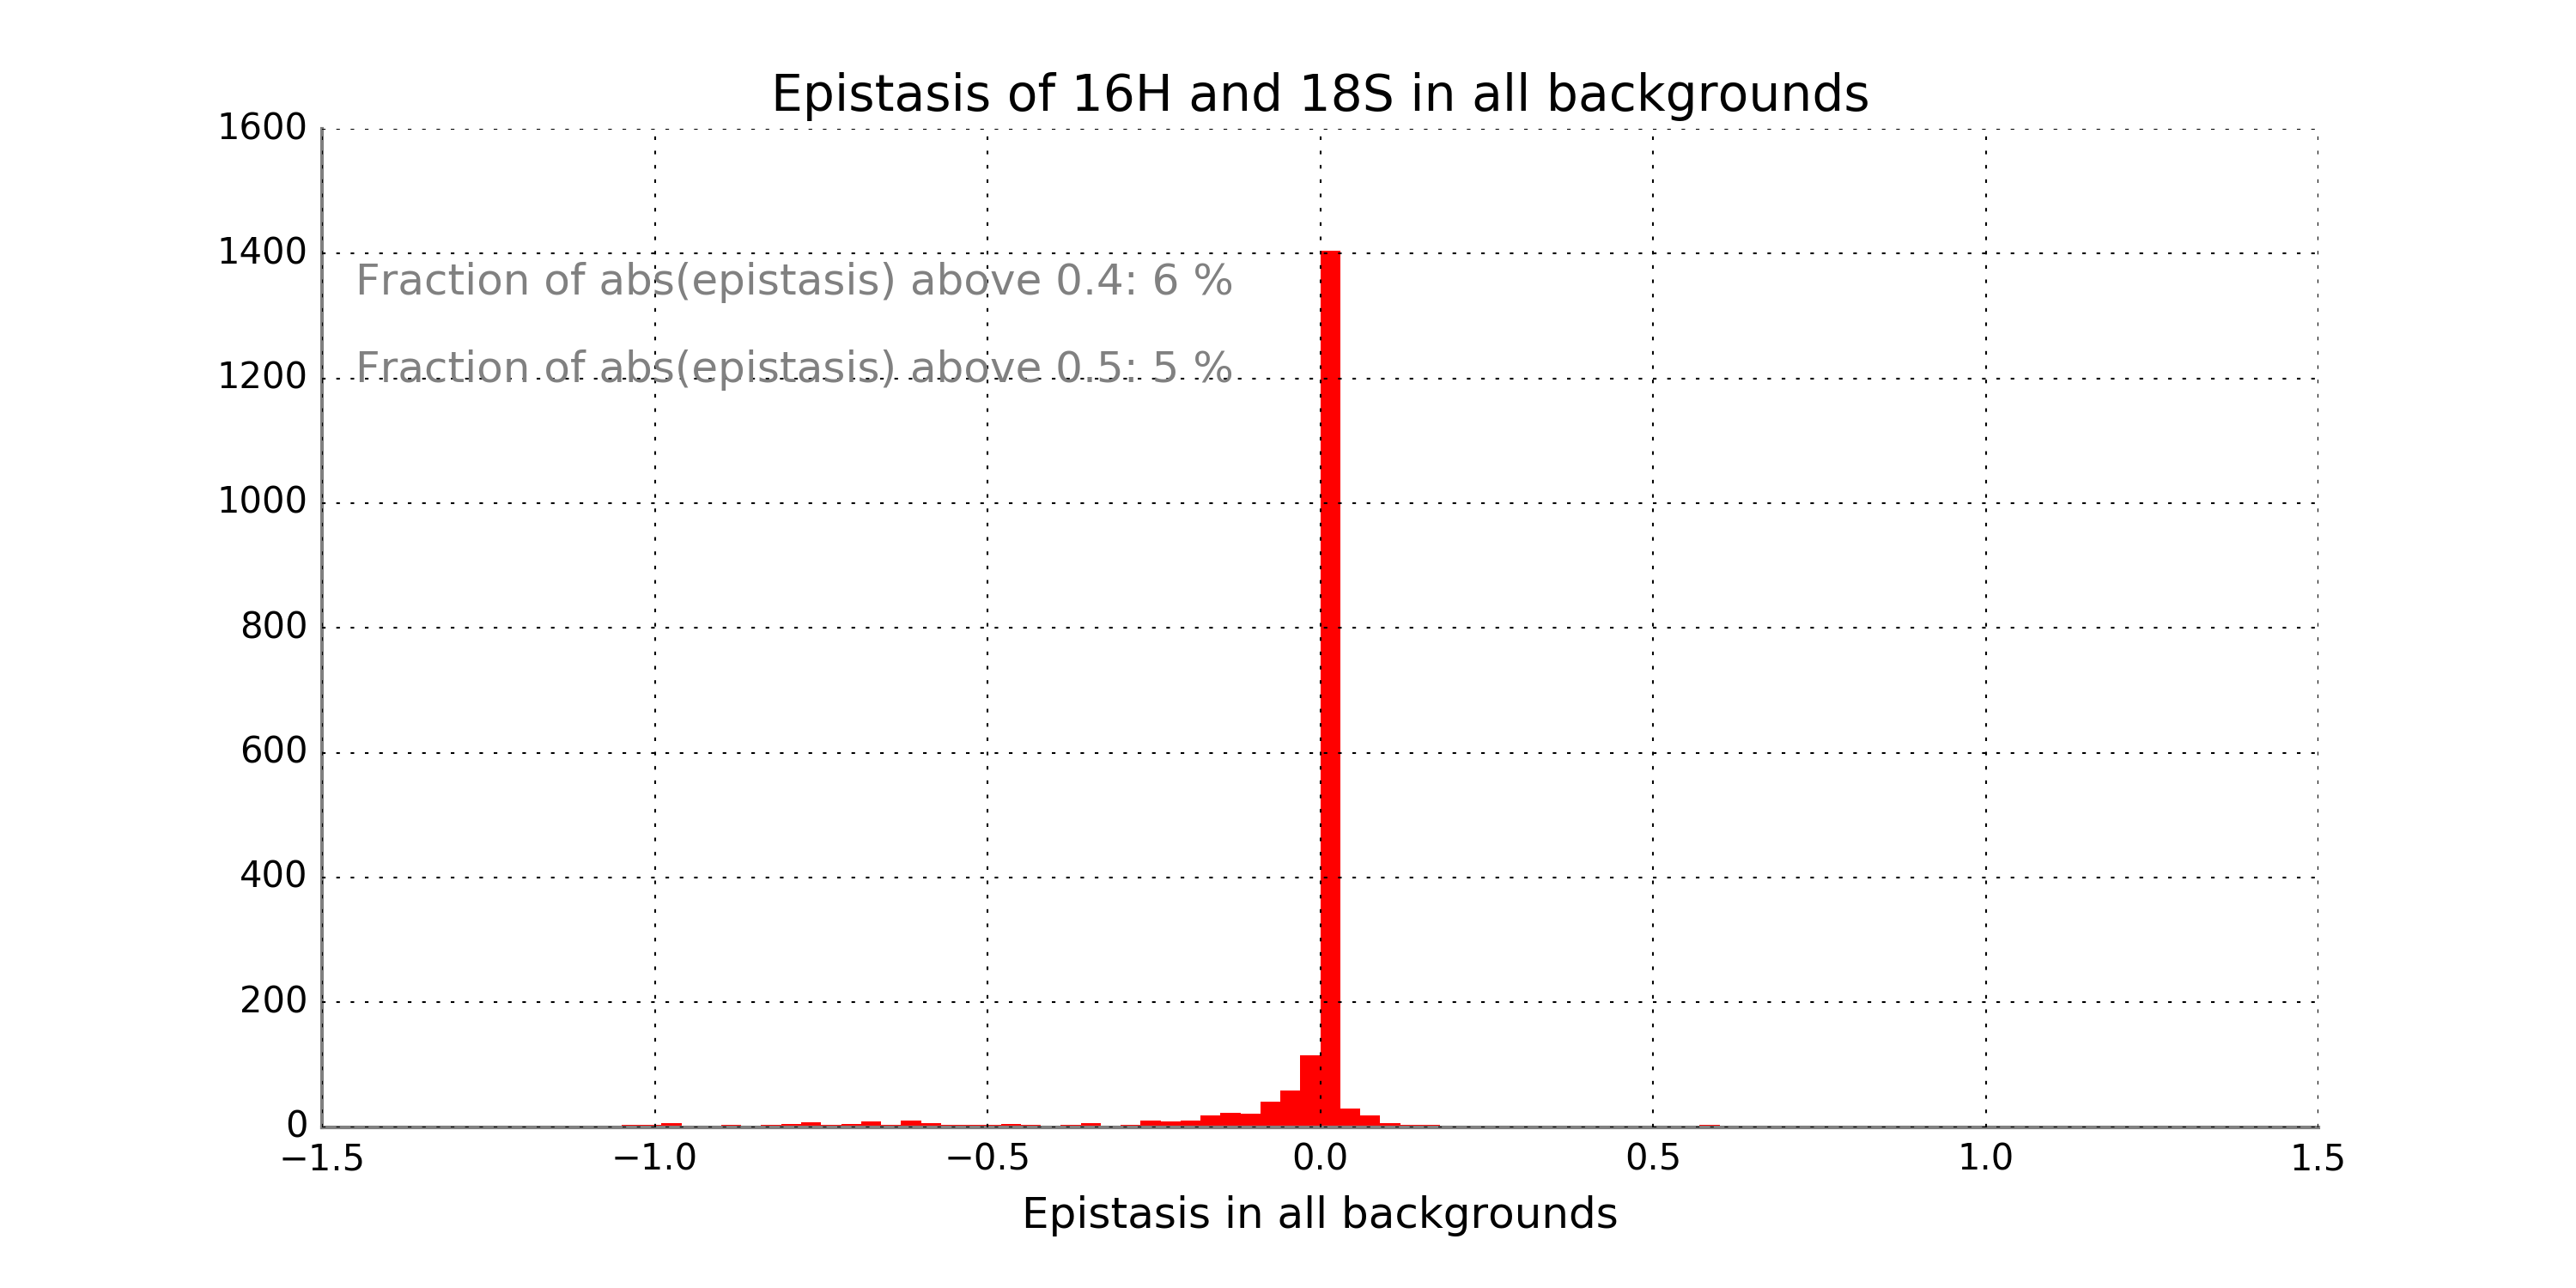 Epistasis of 16H and 18S in all backgrounds
1600
1400
Fraction of abs(epistasis) above 0.4: 6 %
1200
Fraction of abs(epistasis) above 0.5: 5 %
1000
800
600
400
200
0
−1.5 −1.0 −0.5 0.0 0.5 1.0 1.5
Epistasis in all backgrounds